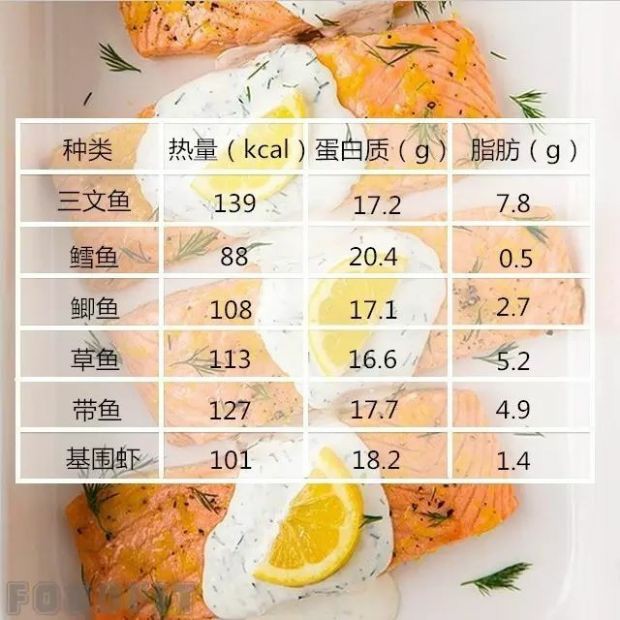 种类 热量（kcal） 蛋白质（g） 脂肪（g）
三文鱼 139 17.2 7.8
鳕鱼 88 20.4 0.5
鲫鱼 108 17.1 2.7
草鱼 113 16.6 5.2
带鱼 127 17.7 4.9
基围虾 101 18.2 1.4